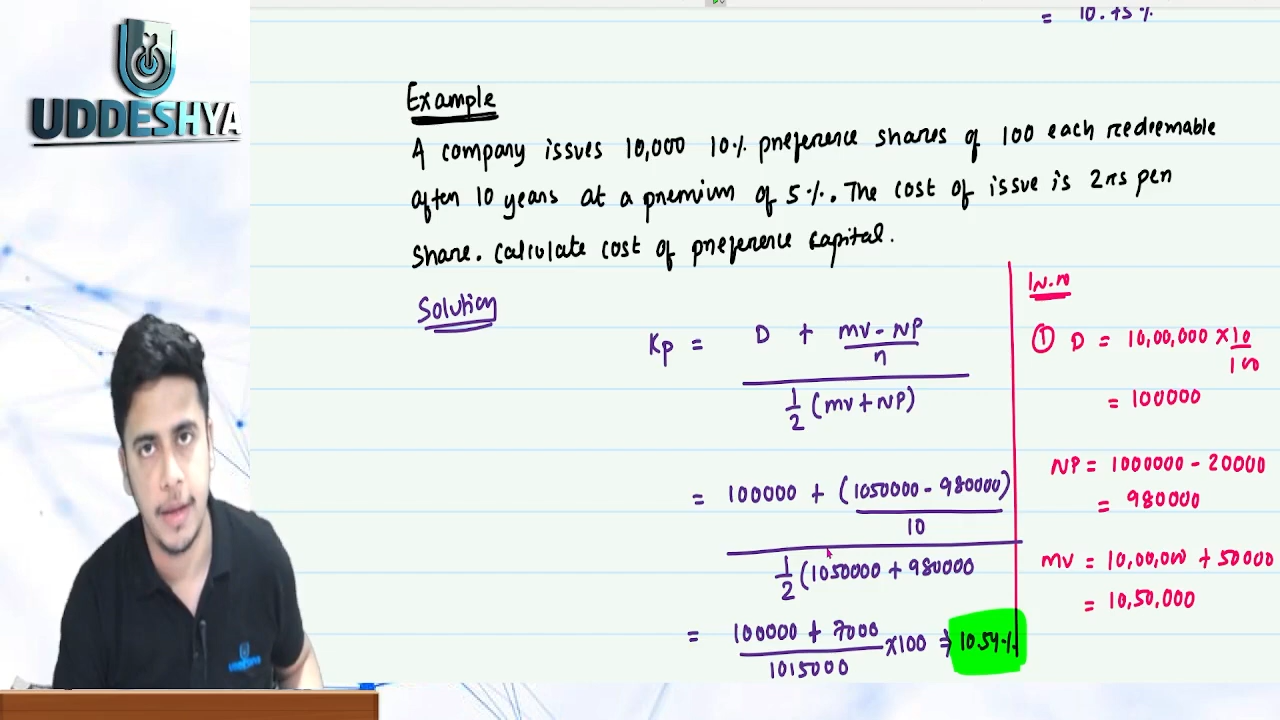 = 10.45%
UDDESHYA
Example
A company issues 10,000 10% preference shares of 100 each redeemable
after 10 years at a premium of 5%. The cost of issue is 2rs per
share. Calculate cost of preference capital.
Solution
Kp = D + mv - NP
n
1/2 (mv + NP)
= 100000 + (1050000 - 980000)
10
1/2 (1050000 + 980000
= 100000 + 7000 / 1015000 × 100 ⇒ 10.54%
W.N
① D = 10,00,000 × 10/100
= 100000
NP = 1000000 - 20000
= 980000
mv = 10,00,000 + 50000
= 10,50,000